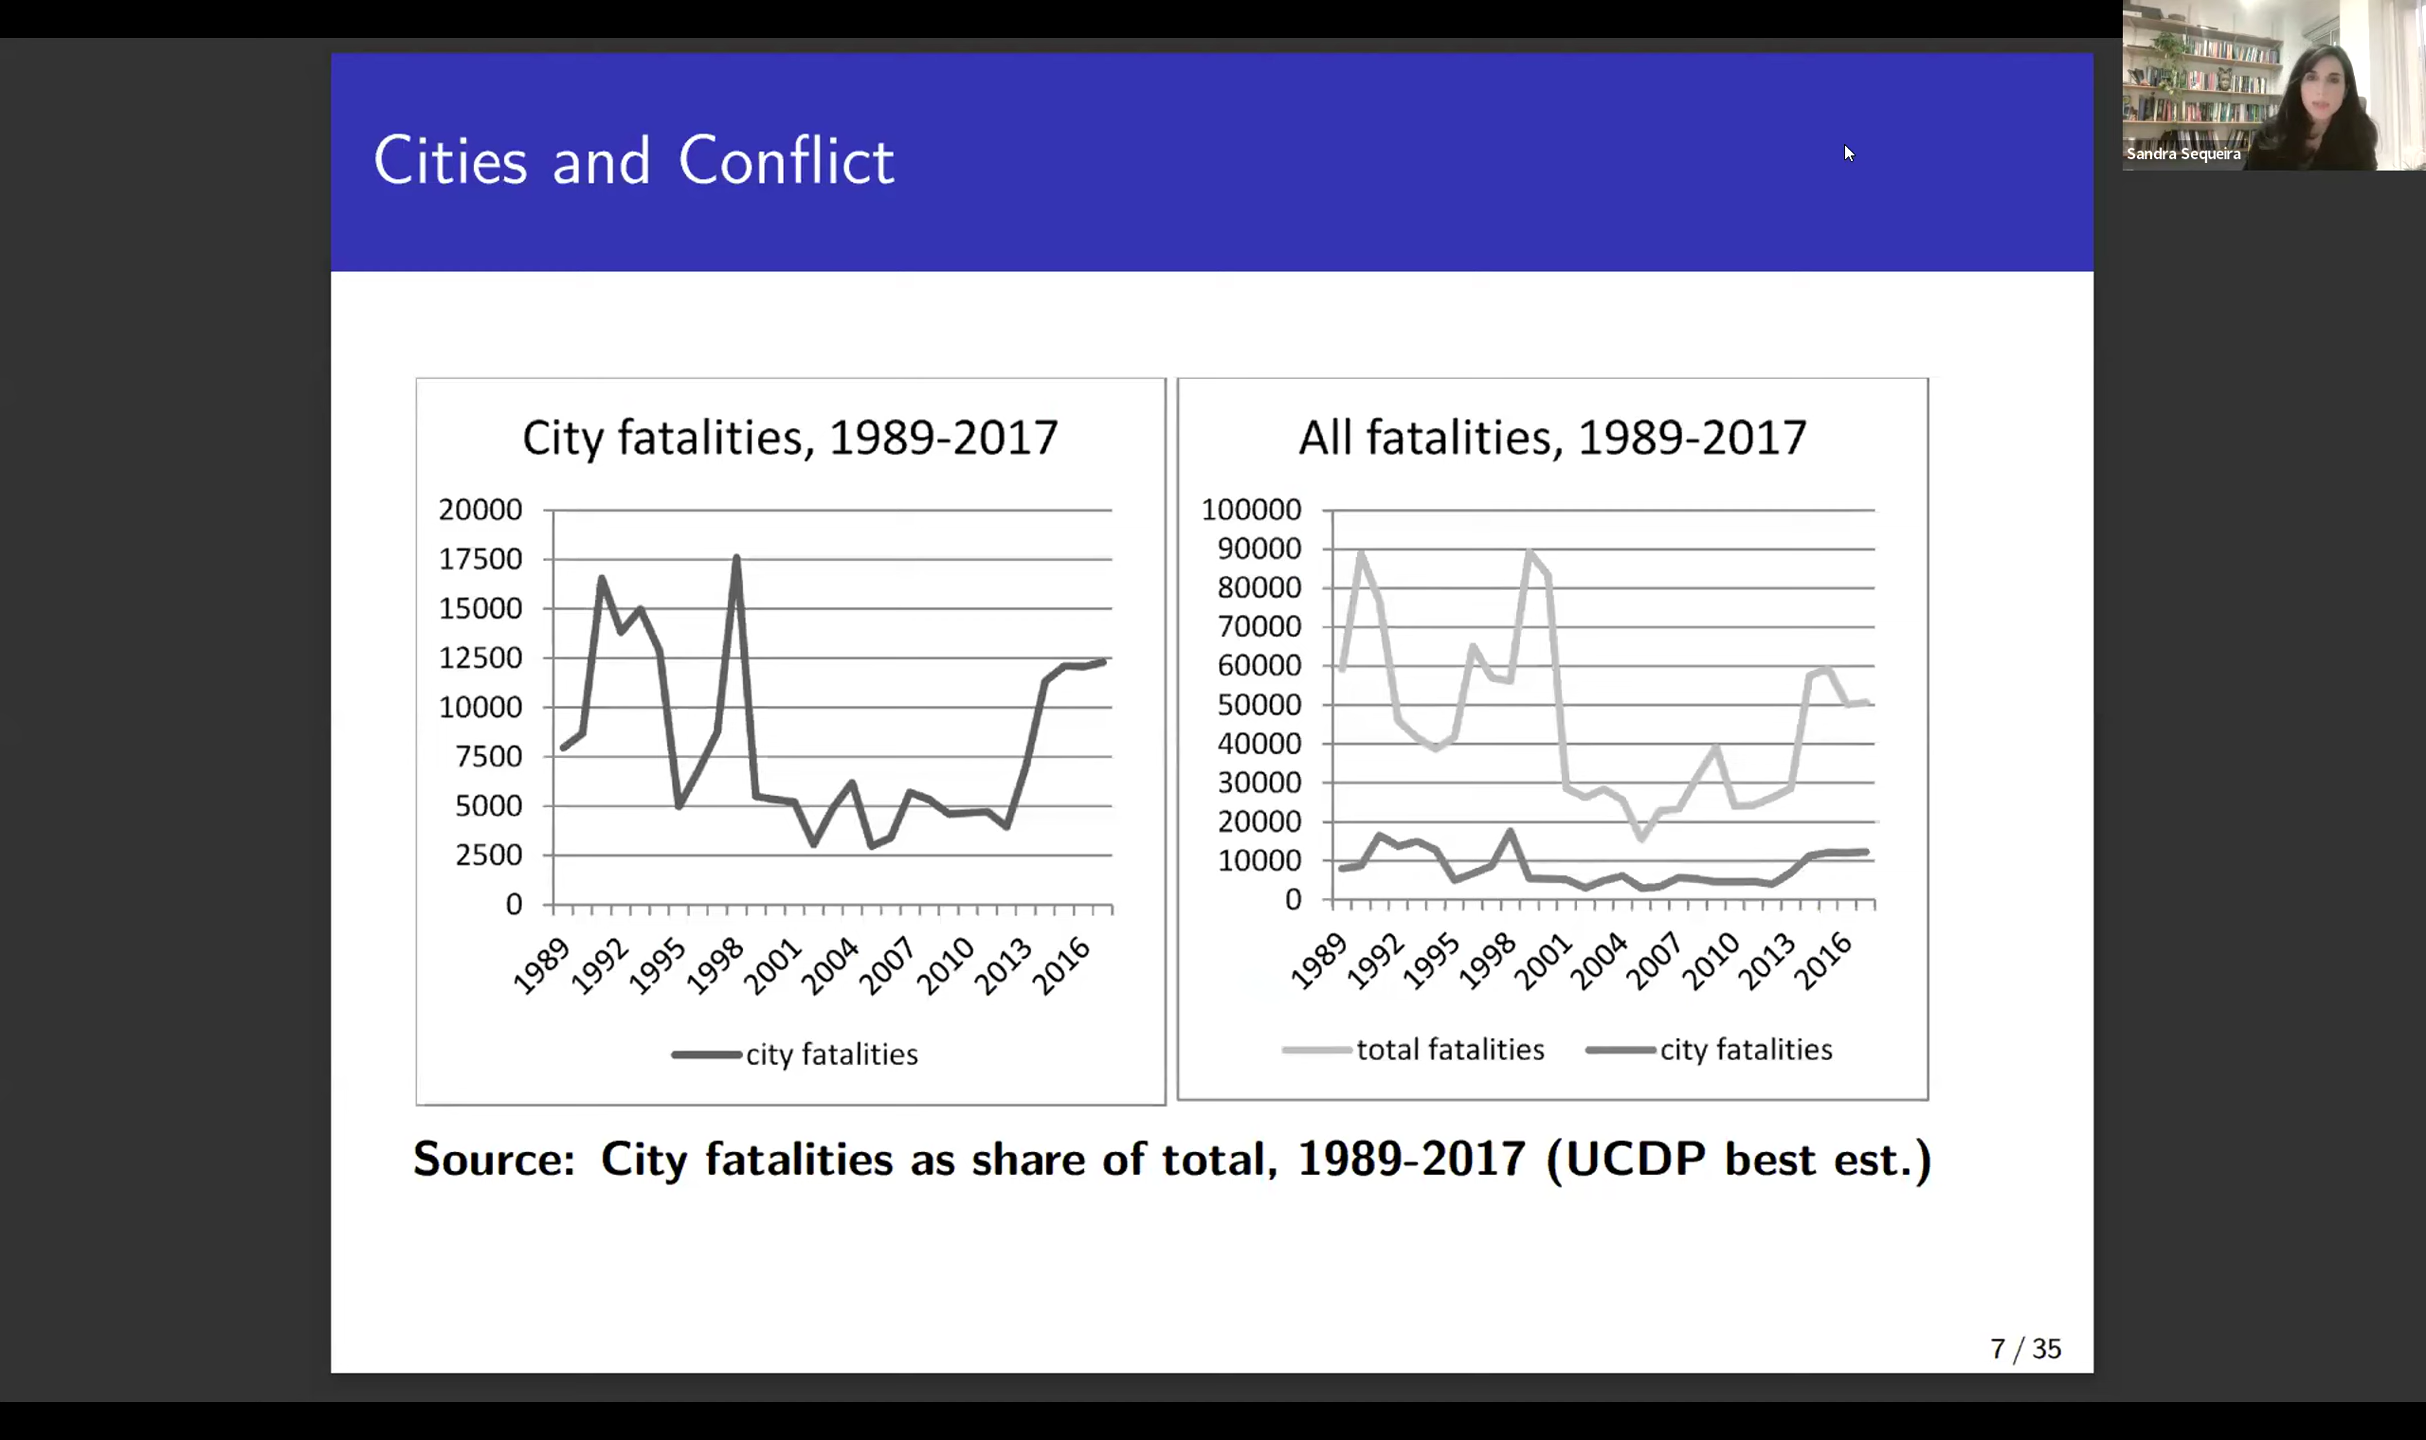 Cities and Conflict
Sandra Sequeira
City fatalities, 1989-2017
20000
17500
15000
12500
10000
7500
5000
2500
0
1989 1992 1995 1998 2001 2004 2007 2010 2013 2016
city fatalities
All fatalities, 1989-2017
100000
90000
80000
70000
60000
50000
40000
30000
20000
10000
0
1989 1992 1995 1998 2001 2004 2007 2010 2013 2016
total fatalities city fatalities
Source: City fatalities as share of total, 1989-2017 (UCDP best est.)
7 / 35